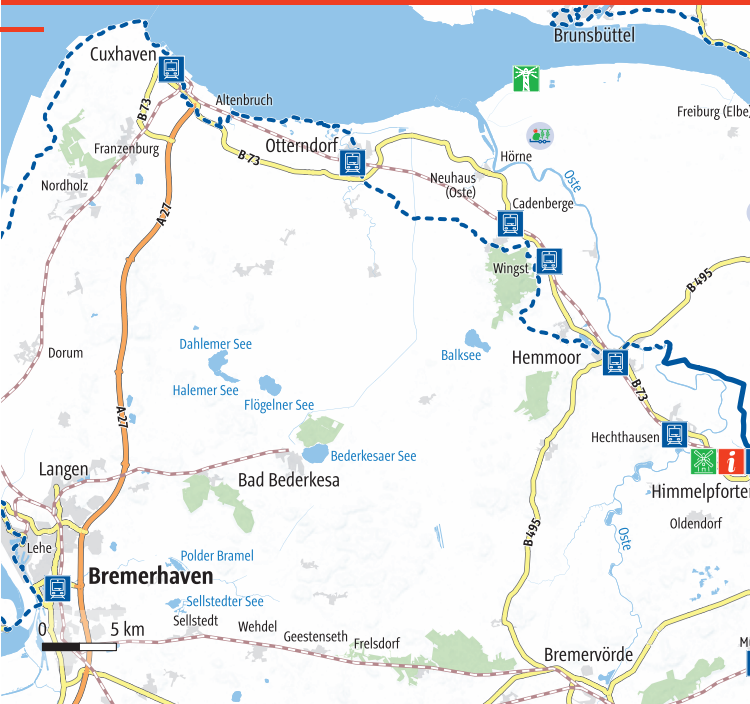 Brunsbüttel
Cuxhaven
Altenbruch
B 73
Freiburg (Elbe
Franzenburg
Otterndorf
B 73
Hörne
Oste
Nordholz
Neuhaus
(Oste)
Cadenberge
A 27
Wingst
B 495
Dahlemer See
Dorum
Balksee
Hemmoor
Halemer See
Flögelner See
B 73
A 27
Hechthausen
Bederkesaer See
Langen
Bad Bederkesa
i
Himmelpforte
Oldendorf
B 495
Oste
Lehe
Polder Bramel
Bremerhaven
Sellstedter See
Sellstedt
0 5 km
Wehdel
Geestenseth
Frelsdorf
Bremervörde